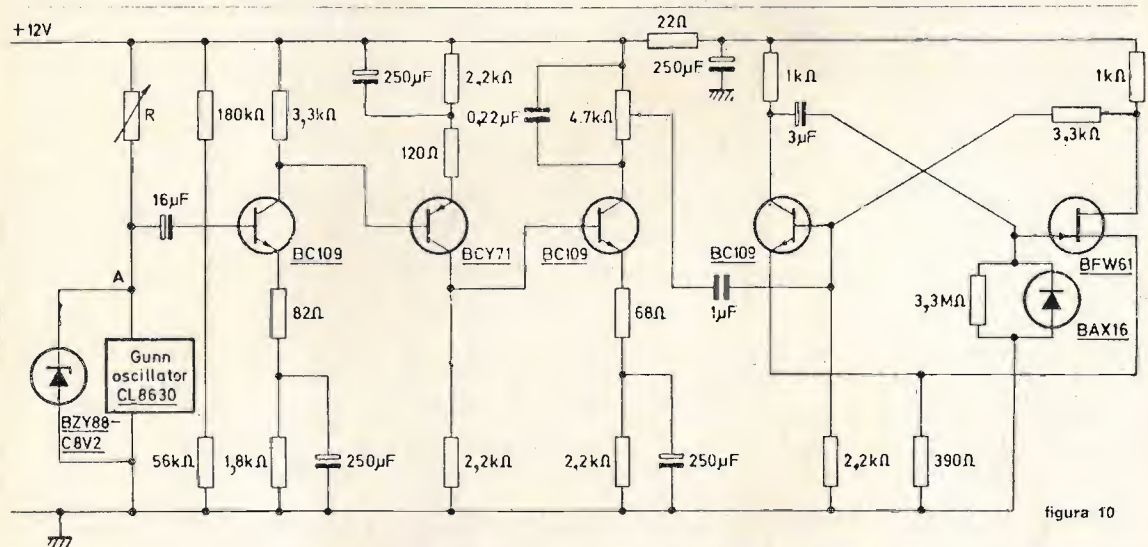 +12V
22Ω
250μF
2,2kΩ
250μF
1kΩ
1kΩ
R
180kΩ
3,3kΩ
0,22μF
4.7kΩ
3μF
3,3kΩ
120Ω
16μF
A
BC109
BCY71
BC109
BC109
BFW61
82Ω
68Ω
1μF
3,3MΩ
BAX16
Gunn
oscillator
CL8630
BZY88-
C8V2
56kΩ
1,8kΩ
250μF
2,2kΩ
2,2kΩ
250μF
2,2kΩ
390Ω
figura 10